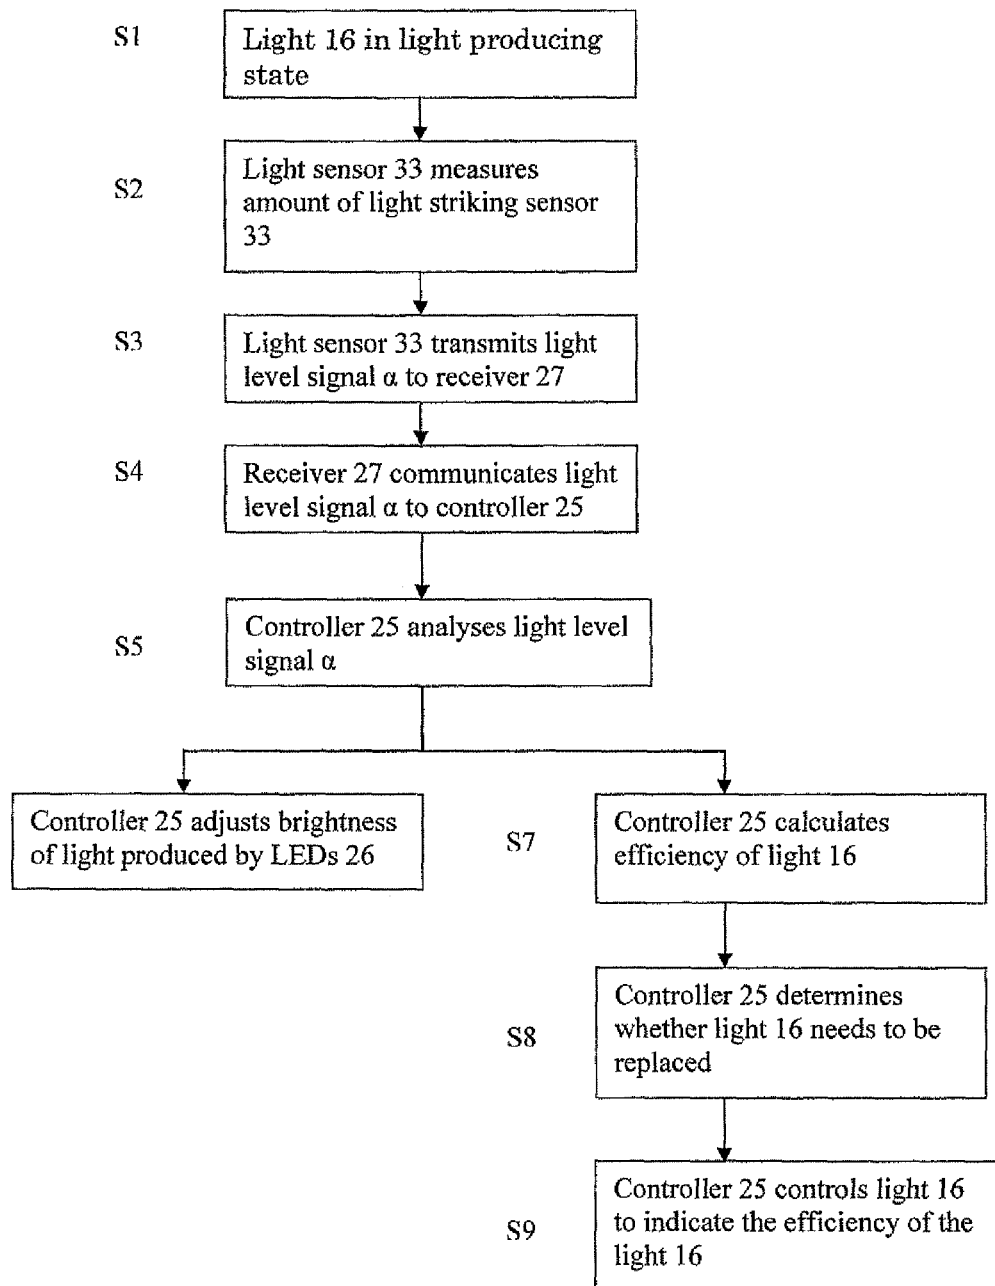 S1
Light 16 in light producing
state
S2
Light sensor 33 measures
amount of light striking sensor
33
S3
Light sensor 33 transmits light
level signal α to receiver 27
S4
Receiver 27 communicates light
level signal α to controller 25
S5
Controller 25 analyses light level
signal α
Controller 25 adjusts brightness
of light produced by LEDs 26
S7
Controller 25 calculates
efficiency of light 16
S8
Controller 25 determines
whether light 16 needs to be
replaced
S9
Controller 25 controls light 16
to indicate the efficiency of the
light 16